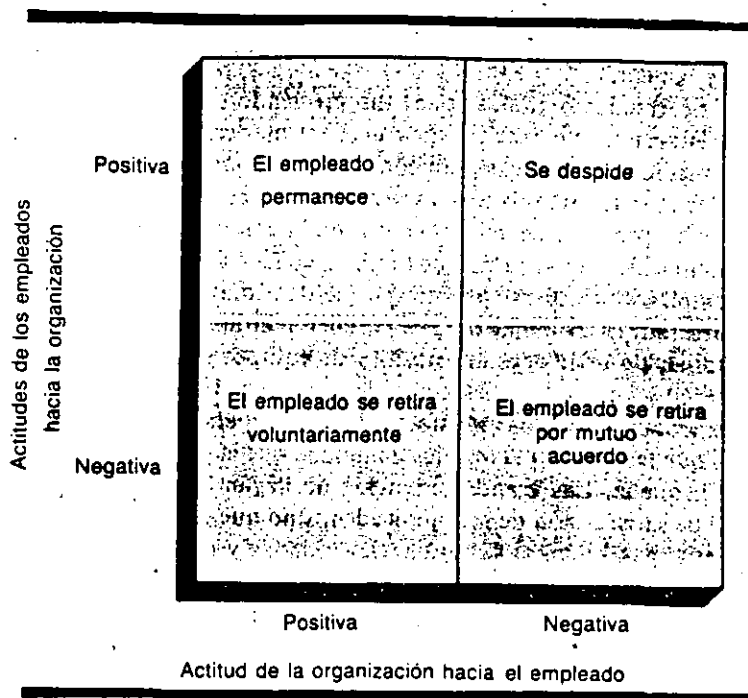 Actitudes de los empleados
hacia la organización
Positiva
El empleado
permanece
Se despide
Negativa
El empleado se retira
voluntariamente
El empleado se retira
por mutuo
acuerdo
Positiva
Negativa
Actitud de la organización hacia el empleado